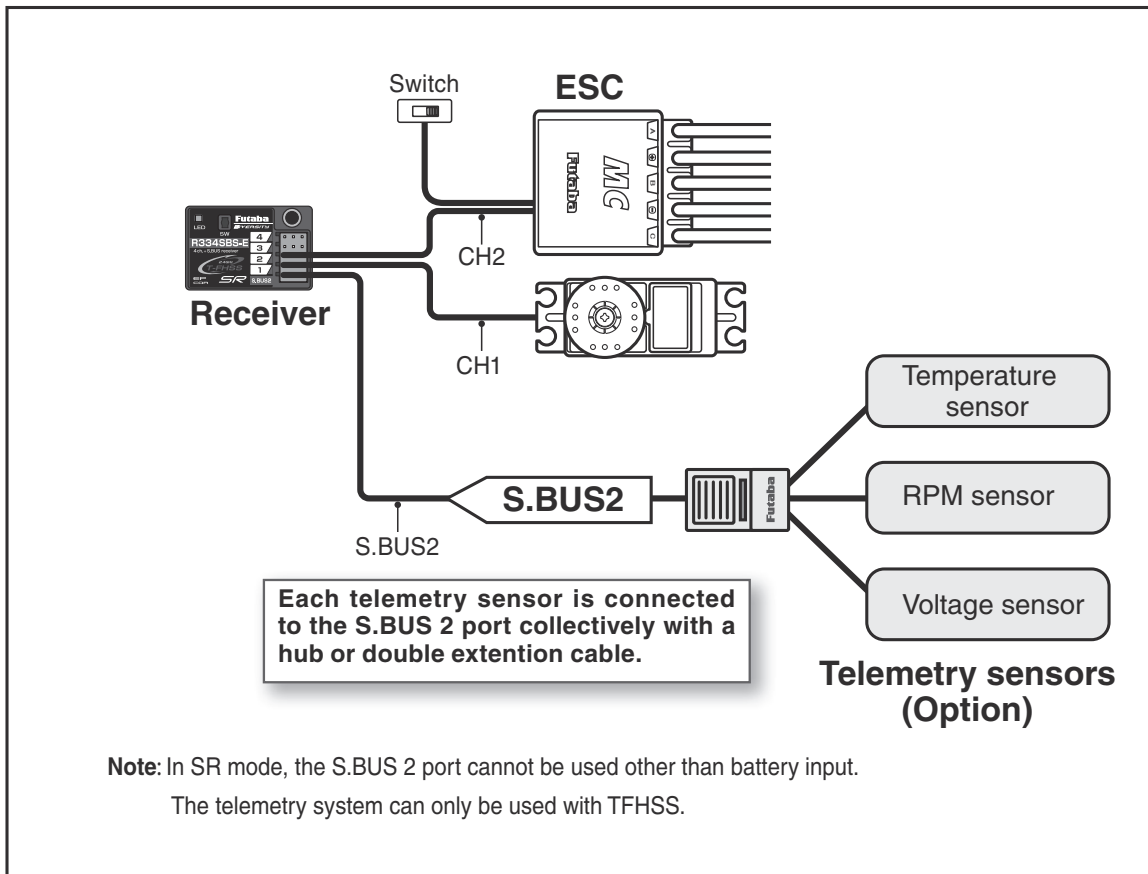 Switch
ESC
MC
Futaba
A
⊕
B
⊖
C
Futaba
LED
SW
R334SBS-E
4
3
2
1
T-FHSS
SR
S.BUS2
Receiver
CH2
CH1
Temperature
sensor
S.BUS2
Futaba
RPM sensor
S.BUS2
Voltage sensor
Each telemetry sensor is connected
to the S.BUS 2 port collectively with a
hub or double extention cable.
Telemetry sensors
(Option)
Note: In SR mode, the S.BUS 2 port cannot be used other than battery input.
The telemetry system can only be used with TFHSS.